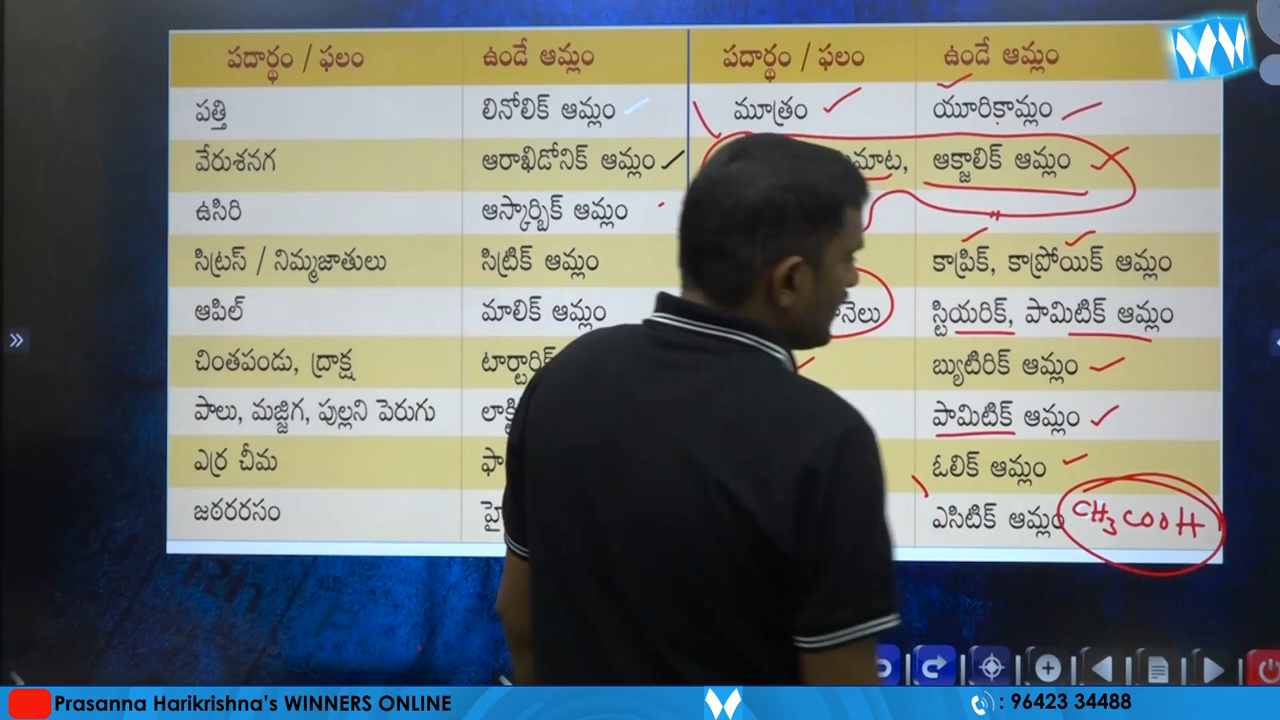 పదార్థం / ఫలం ఉండే ఆమ్లం పదార్థం / ఫలం ఉండే ఆమ్లం
పత్తి లినోలిక్ ఆమ్లం మూత్రం యూరికామ్లం
వేరుశనగ ఆరాఖిడోనిక్ ఆమ్లం ఆక్జాలిక్ ఆమ్లం
ఉసిరి ఆస్కార్బిక్ ఆమ్లం
సిట్రస్ / నిమ్మజాతులు సిట్రిక్ ఆమ్లం కాప్రిక్, కాప్రోయిక్ ఆమ్లం
ఆపిల్ మాలిక్ ఆమ్లం స్టియరిక్, పామిటిక్ ఆమ్లం
చింతపండు, ద్రాక్ష టార్టారిక్ బ్యుటిరిక్ ఆమ్లం
పాలు, మజ్జిగ, పుల్లని పెరుగు పామిటిక్ ఆమ్లం
ఎర్ర చీమ ఓలిక్ ఆమ్లం
జఠరరసం ఎసిటిక్ ఆమ్లం CH3COOH
Prasanna Harikrishna's WINNERS ONLINE : 96423 34488